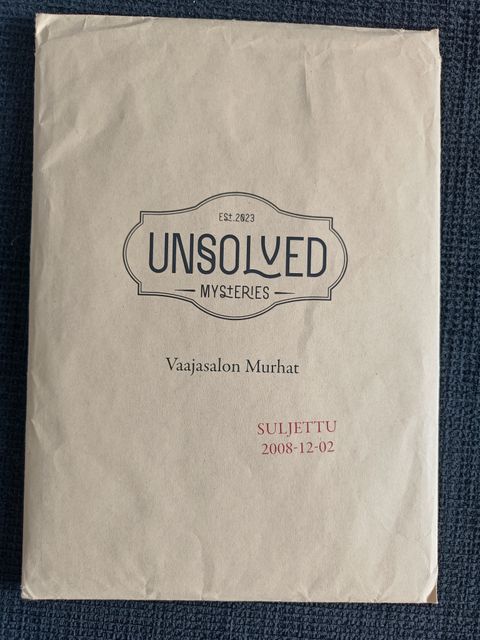 Est.2023
UNSOLVED
MYStERIES
Vaajasalon Murhat
SULJETTU
2008-12-02